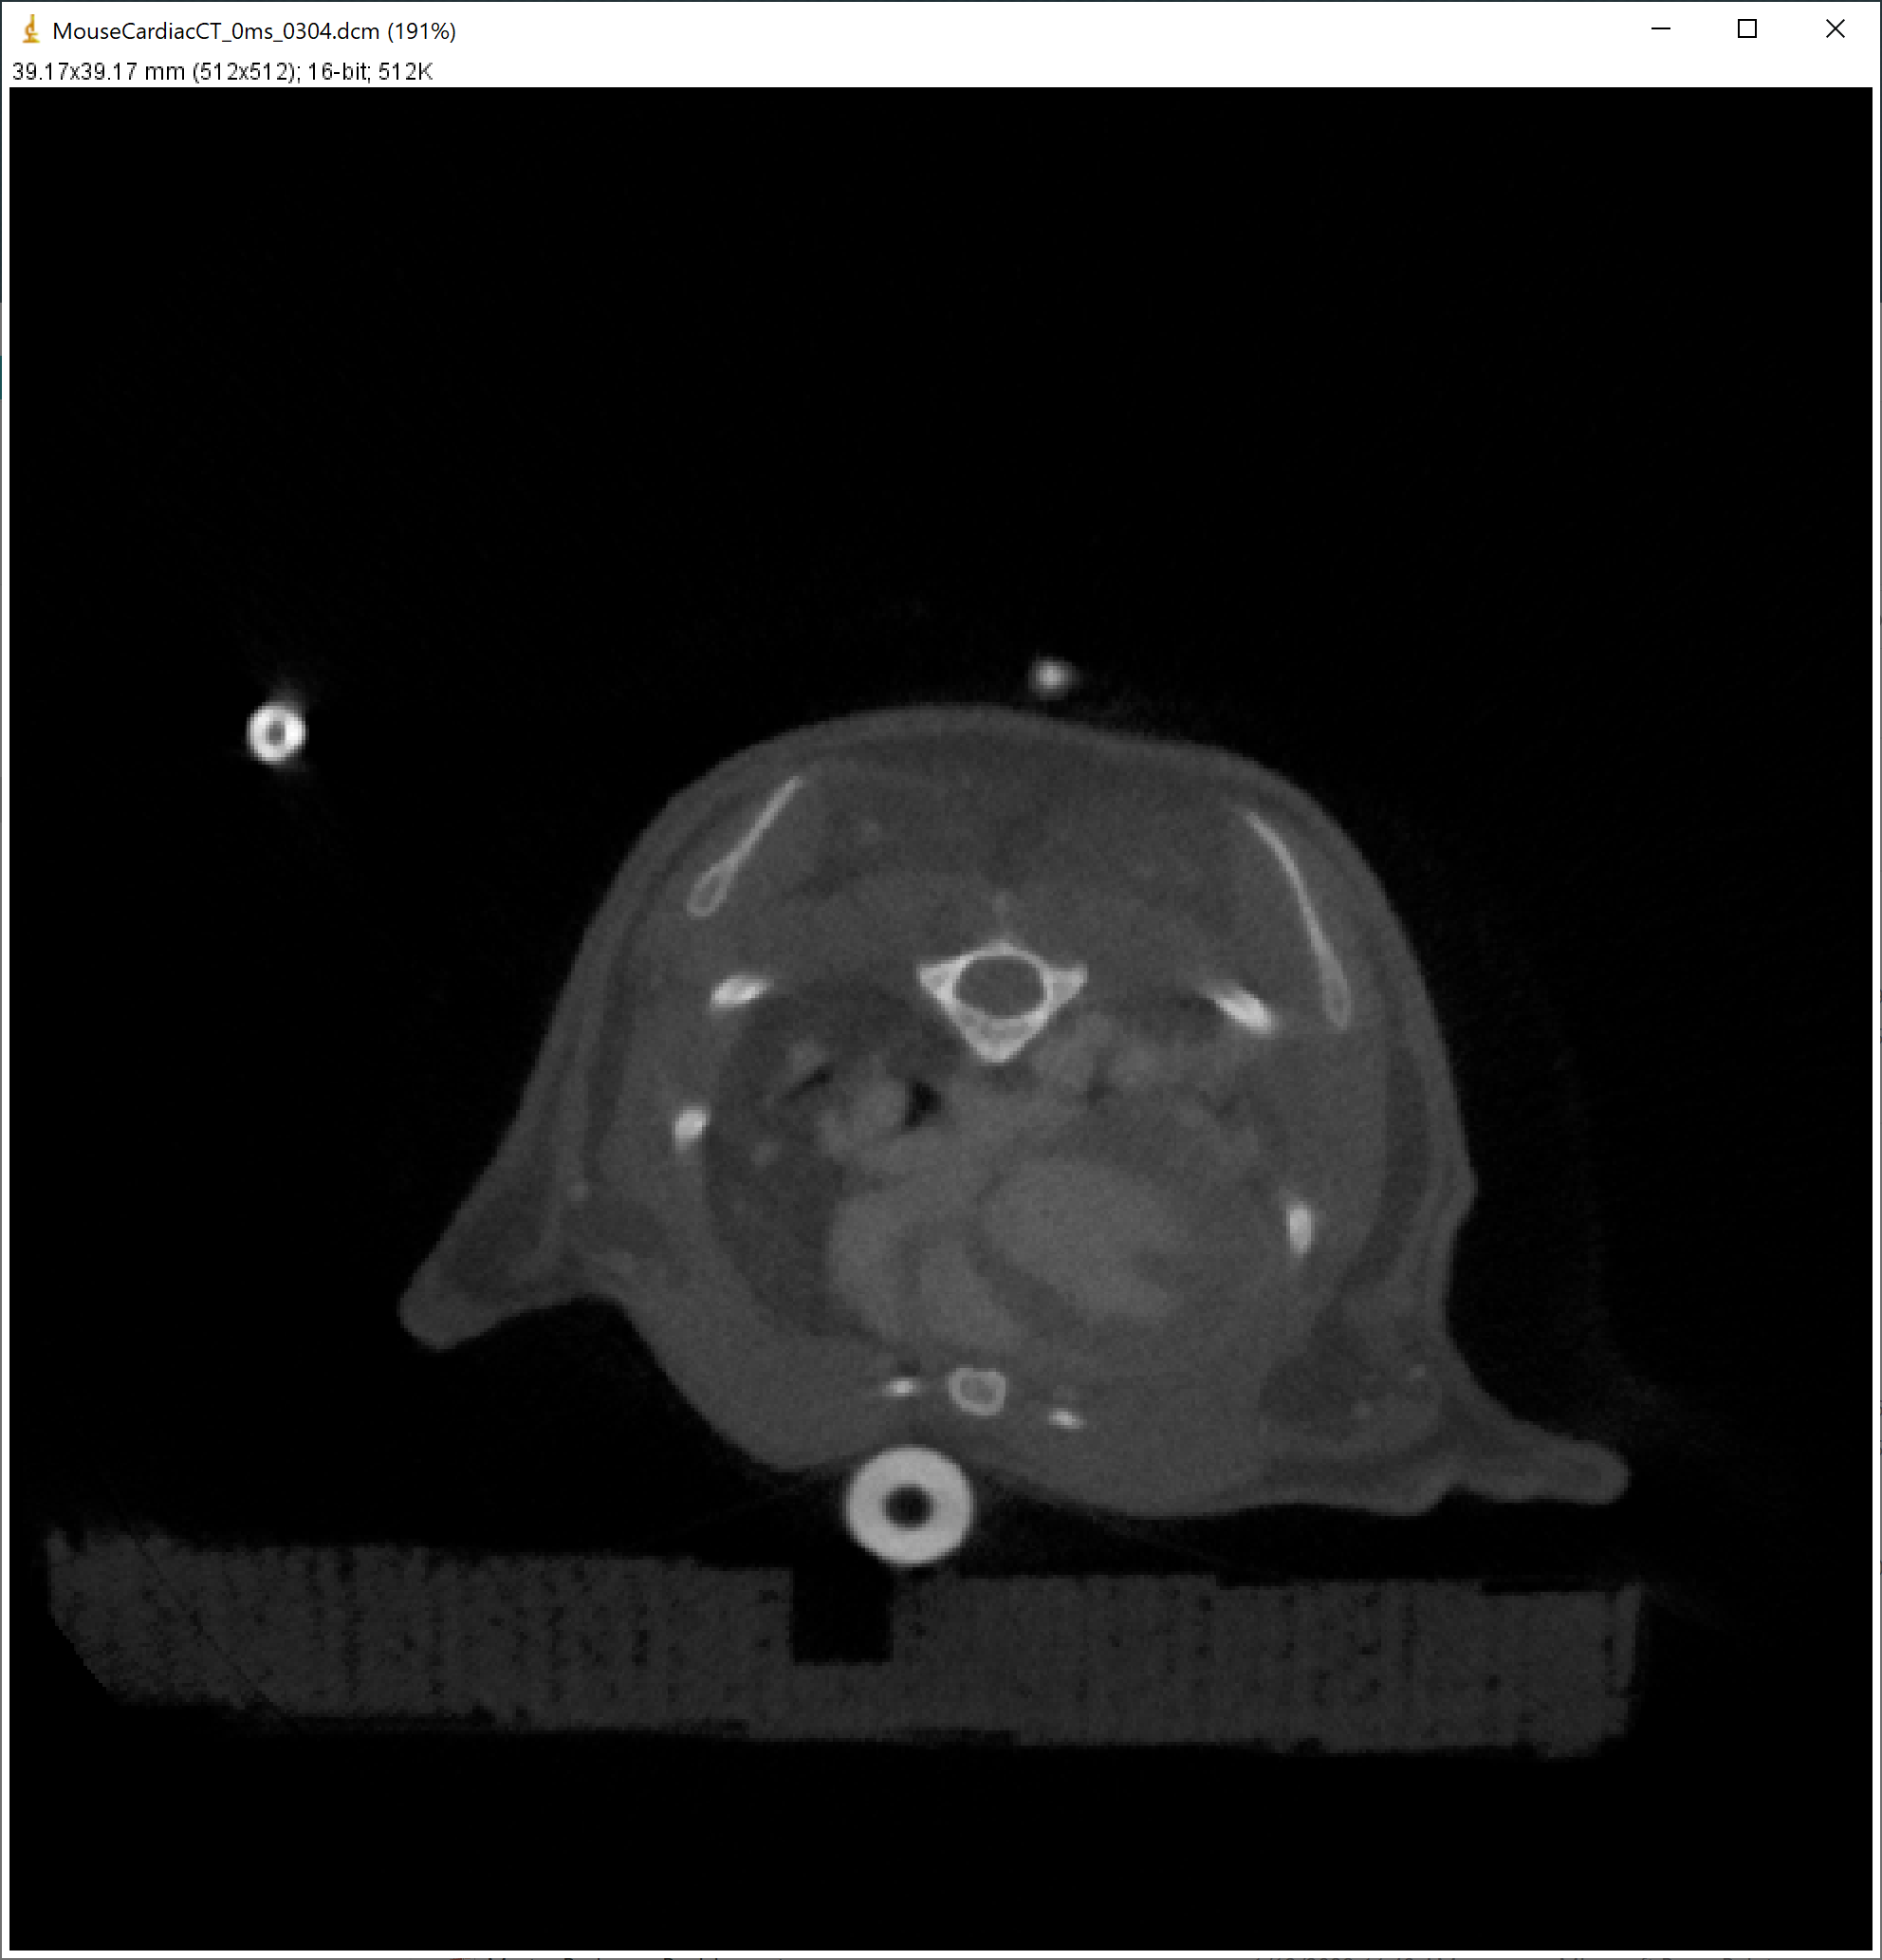 MouseCardiacCT_0ms_0304.dcm (191%)
39.17x39.17 mm (512x512); 16-bit; 512K